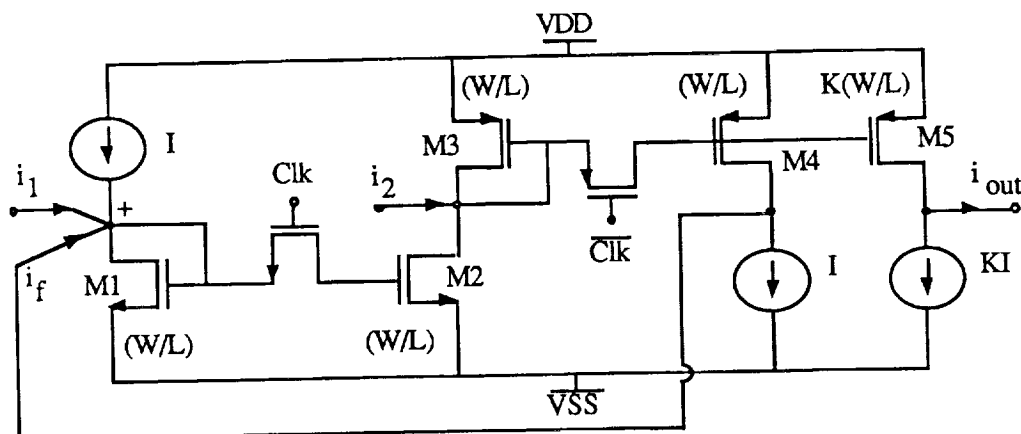 VDD
(W/L) (W/L) K(W/L)
I M3 M5
Clk M4
i1 i2 iout
+
Clk
if M1 M2 I KI
(W/L) (W/L)
VSS